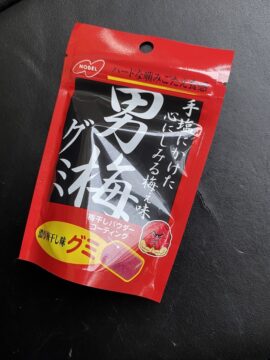 NOBEL
ハードな噛みごたえ食感
手塩にかけた
心にしみる梅え味
男梅
グミ
梅干しパウダー
コーティング
濃厚梅干し味
グミ